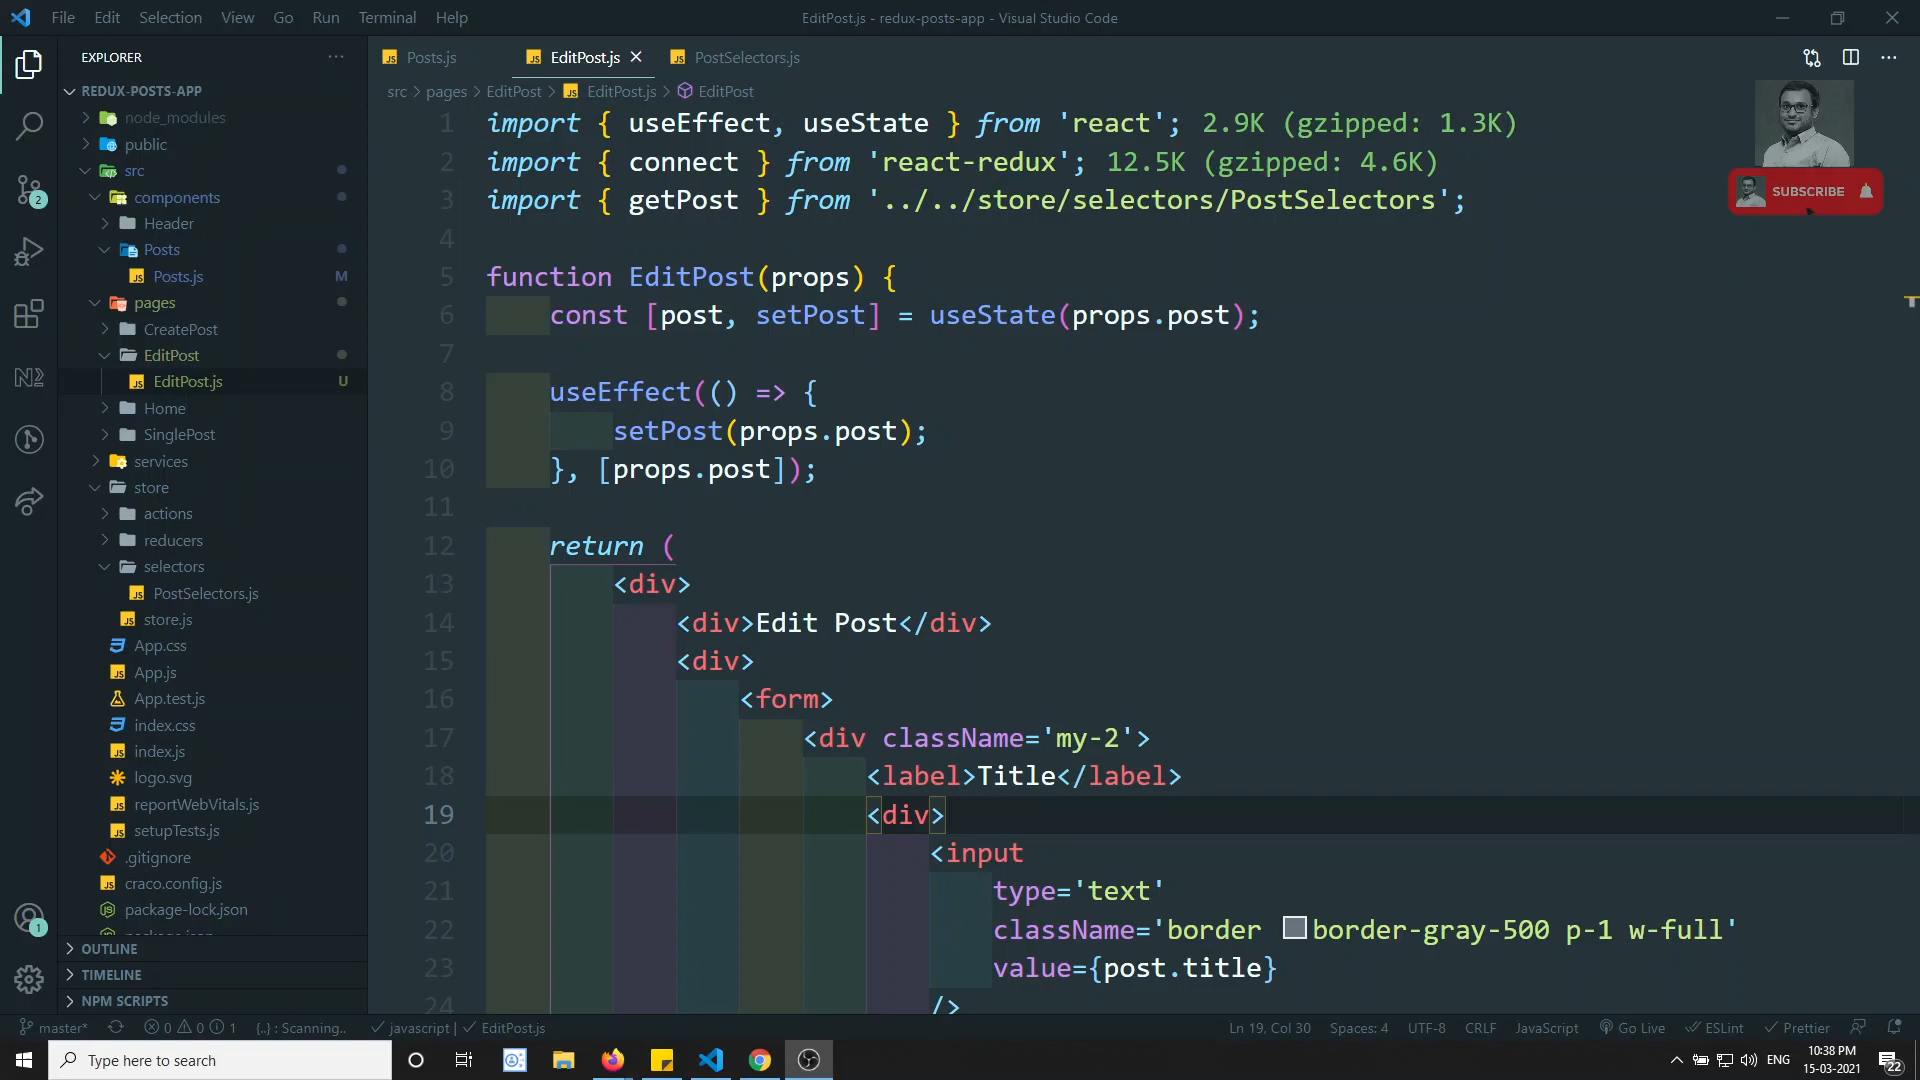 File Edit Selection View Go Run Terminal Help
EditPost.js - redux-posts-app - Visual Studio Code
EXPLORER
REDUX-POSTS-APP
node_modules
public
src
components
Header
Posts
Posts.js M
pages
CreatePost
EditPost
EditPost.js U
Home
SinglePost
services
store
actions
reducers
selectors
PostSelectors.js
store.js
App.css
App.js
App.test.js
index.css
index.js
logo.svg
reportWebVitals.js
setupTests.js
.gitignore
craco.config.js
package-lock.json
OUTLINE
TIMELINE
NPM SCRIPTS
2
1
Posts.js EditPost.js PostSelectors.js
src > pages > EditPost > EditPost.js > EditPost
1 import { useEffect, useState } from 'react'; 2.9K (gzipped: 1.3K)
2 import { connect } from 'react-redux'; 12.5K (gzipped: 4.6K)
3 import { getPost } from '../../store/selectors/PostSelectors';
4
5 function EditPost(props) {
6 const [post, setPost] = useState(props.post);
7
8 useEffect(() => {
9 setPost(props.post);
10 }, [props.post]);
11
12 return (
13 <div>
14 <div>Edit Post</div>
15 <div>
16 <form>
17 <div className='my-2'>
18 <label>Title</label>
19 <div>
20 <input
21 type='text'
22 className='border border-gray-500 p-1 w-full'
23 value={post.title}
24 />
SUBSCRIBE
master* 0 0 1 {..} : Scanning.. javascript | EditPost.js
Ln 19, Col 30 Spaces: 4 UTF-8 CRLF JavaScript Go Live ESLint Prettier
Type here to search
ENG
10:38 PM
15-03-2021
22